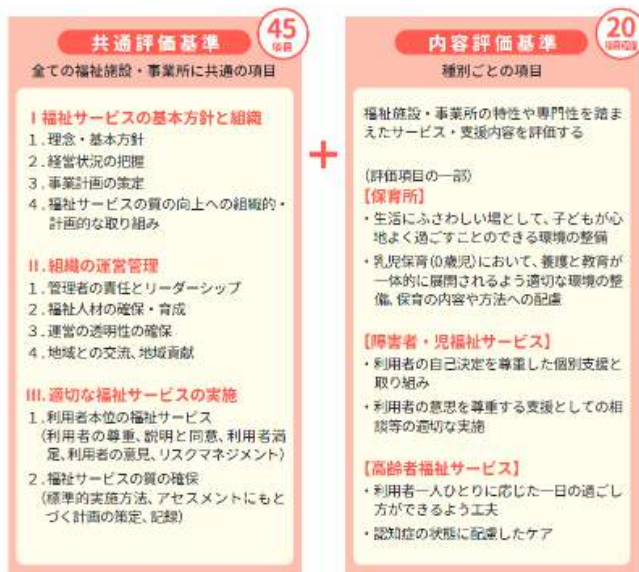 共通評価基準
45
項目
全ての福祉施設・事業所に共通の項目
I 福祉サービスの基本方針と組織
1.理念・基本方針
2.経営状況の把握
3.事業計画の策定
4.福祉サービスの質の向上への組織的・
計画的な取り組み
II.組織の運営管理
1.管理者の責任とリーダーシップ
2.福祉人材の確保・育成
3.運営の透明性の確保
4.地域との交流、地域貢献
III.適切な福祉サービスの実施
1.利用者本位の福祉サービス
(利用者の尊重、説明と同意、利用者満
足、利用者の意見、リスクマネジメント)
2.福祉サービスの質の確保
(標準的実施方法、アセスメントにもと
づく計画の策定、記録)
+
内容評価基準
20
種別ごとの項目
福祉施設・事業所の特性や専門性を踏ま
えたサービス・支援内容を評価する
(評価項目の一部)
【保育所】
・生活にふさわしい場として、子どもが心
地よく過ごすことのできる環境の整備
・乳児保育(0歳児)において、養護と教育が
一体的に展開されるよう適切な環境の整
備、保育の内容や方法への配慮
【障害者・児福祉サービス】
・利用者の自己決定を尊重した個別支援と
取り組み
・利用者の意思を尊重する支援としての相
談等の適切な実施
【高齢者福祉サービス】
・利用者一人ひとりに応じた一日の過ごし
方ができるよう工夫
・認知症の状態に配慮したケア